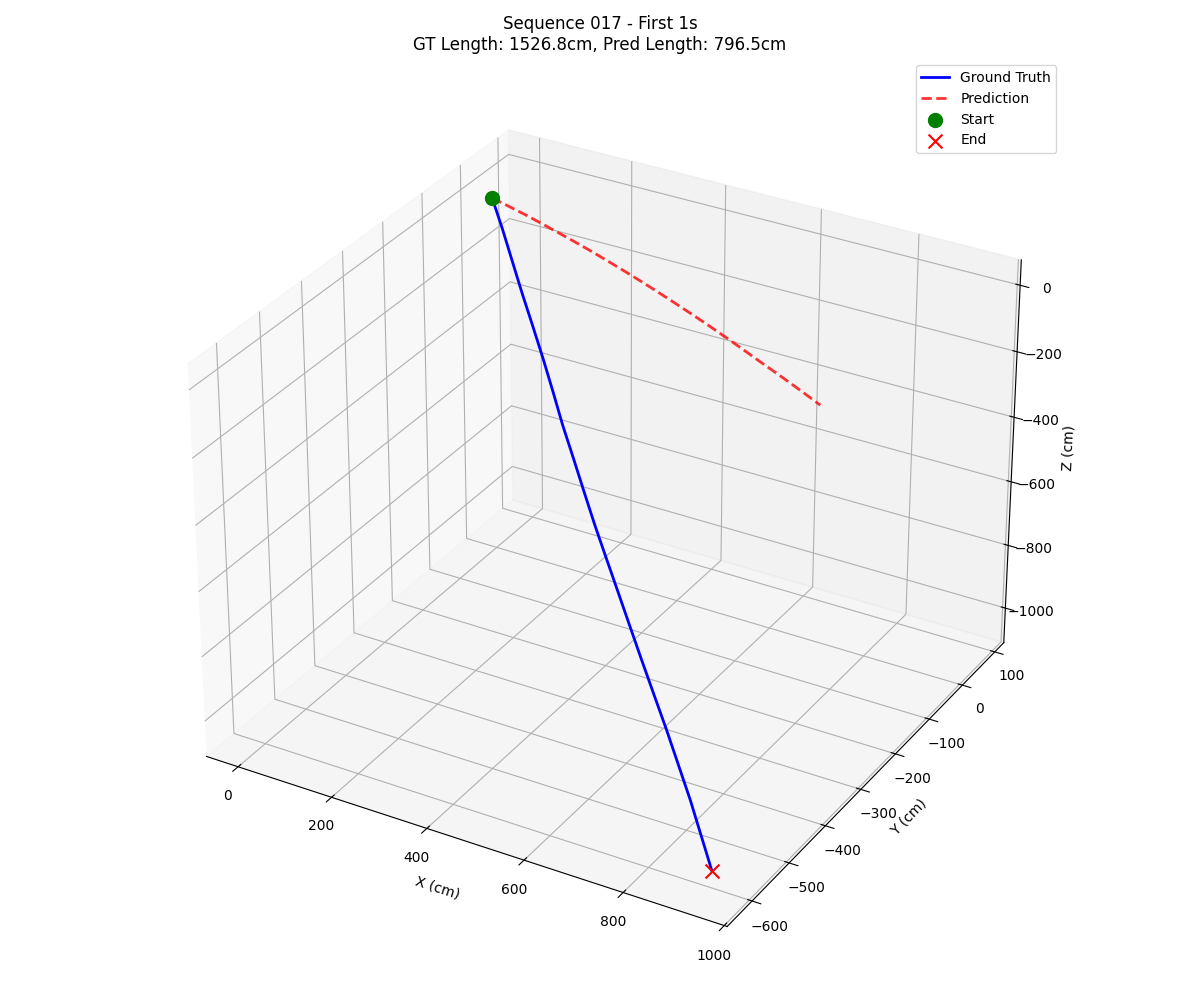 Sequence 017 - First 1s
GT Length: 1526.8cm, Pred Length: 796.5cm
Ground Truth
Prediction
Start
End
0
−200
−400
−600
−800
−1000
Z (cm)
100
0
−100
−200
−300
−400
−500
−600
Y (cm)
0
200
400
600
800
1000
X (cm)